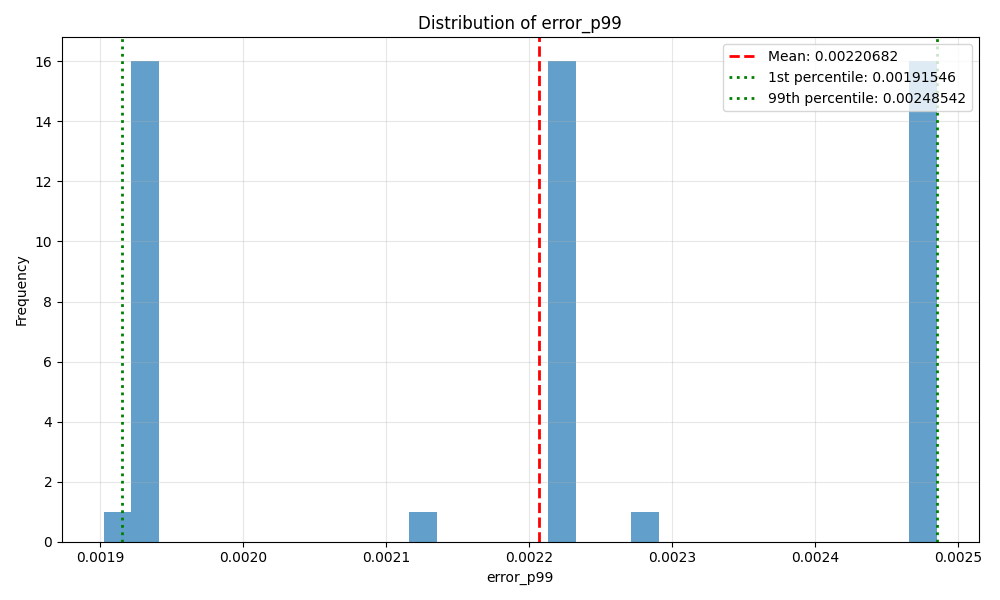 Distribution of error_p99
Mean: 0.00220682
1st percentile: 0.00191546
99th percentile: 0.00248542
Frequency
16
14
12
10
8
6
4
2
0
0.0019 0.0020 0.0021 0.0022 0.0023 0.0024 0.0025
error_p99